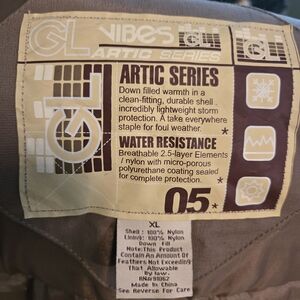 GL VIBES GL
ARTIC SERIES
GL
ARTIC SERIES
Down filled warmth in a
clean-fitting, durable shell
incredibly lightweight storm
protection. A take everywhere
staple for foul weather.
WATER RESISTANCE
Breathable 2.5-layer Elements
/ nylon with micro-porous
polyurethane coating sealed
for complete protection.
05*
XL
Shell: 100% Nylon
Lining: 100% Nylon
Down Fill
Note:This Product
Contain An Amount Of
Feathers Not Exceeding
That Allowable
By law.
Made In China
See Reverse For Care